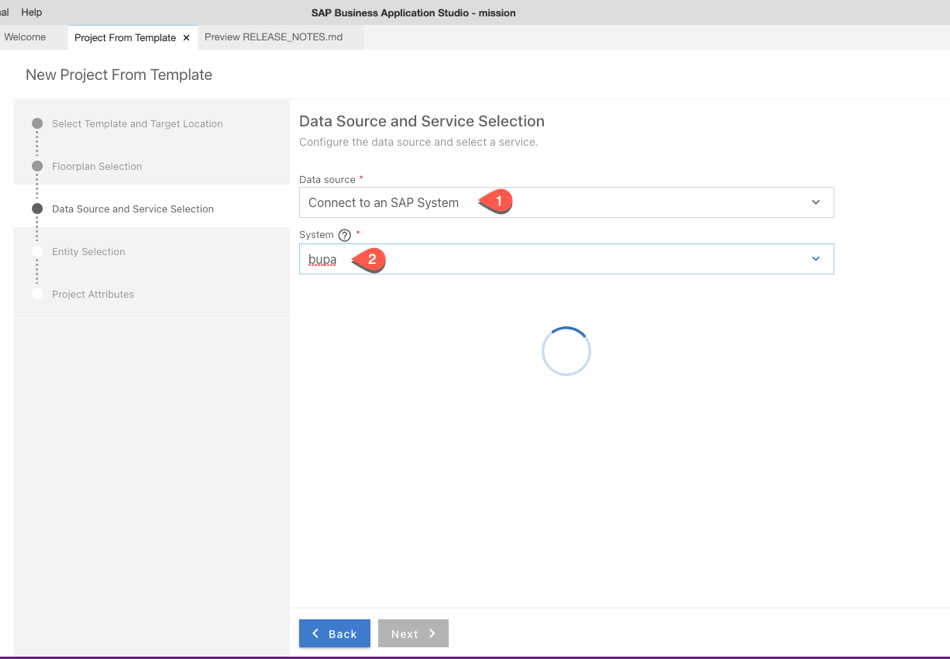 al Help SAP Business Application Studio - mission
Welcome Project From Template × Preview RELEASE_NOTES.md
New Project From Template
Select Template and Target Location
Floorplan Selection
Data Source and Service Selection
Entity Selection
Project Attributes
Data Source and Service Selection
Configure the data source and select a service.
Data source *
Connect to an SAP System 1
System ? *
bupa 2
Back Next